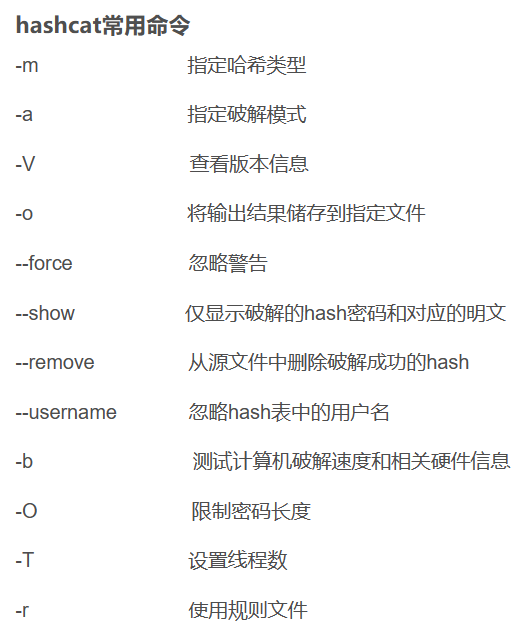 hashcat常用命令
-m 指定哈希类型
-a 指定破解模式
-V 查看版本信息
-o 将输出结果储存到指定文件
--force 忽略警告
--show 仅显示破解的hash密码和对应的明文
--remove 从源文件中删除破解成功的hash
--username 忽略hash表中的用户名
-b 测试计算机破解速度和相关硬件信息
-O 限制密码长度
-T 设置线程数
-r 使用规则文件